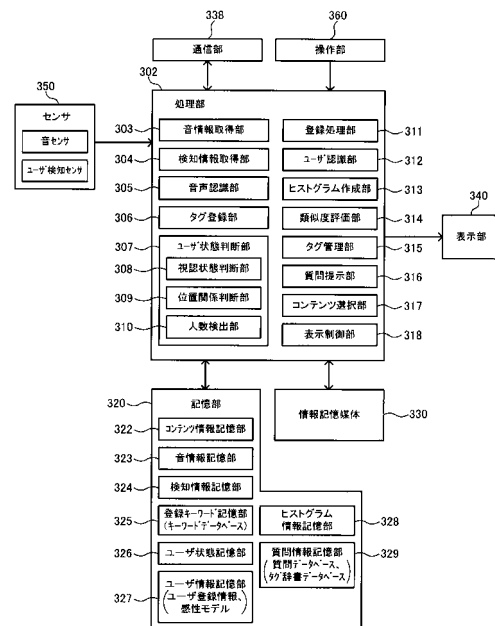 338
通信部
360
操作部
350
センサ
音センサ
ユーザ検知センサ
302
処理部
303
音情報取得部
304
検知情報取得部
305
音声認識部
306
タグ登録部
307
ユーザ状態判断部
308
視認状態判断部
309
位置関係判断部
310
人数検出部
登録処理部
311
ユーザ認識部
312
ヒストグラム作成部
313
類似度評価部
314
タグ管理部
315
質問提示部
316
コンテンツ選択部
317
表示制御部
318
340
表示部
320
記憶部
322
コンテンツ情報記憶部
323
音情報記憶部
324
検知情報記憶部
325
登録キーワード記憶部
(キーワードデータベース)
326
ユーザ状態記憶部
327
ユーザ情報記憶部
(ユーザ登録情報、
感性モデル)
ヒストグラム
情報記憶部
328
質問情報記憶部
(質問データベース、
タグ辞書データベース)
329
情報記憶媒体
330